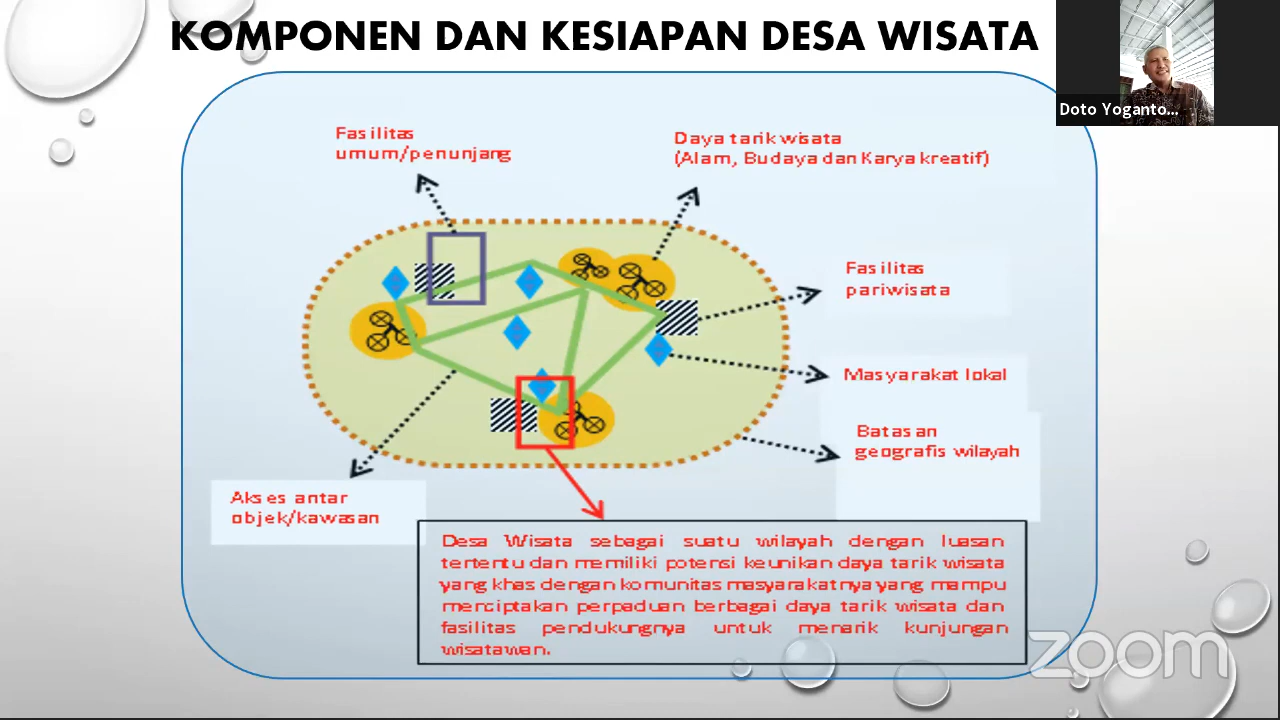 KOMPONEN DAN KESIAPAN DESA WISATA
Doto Yoganto...
Fasilitas
umum/penunjang
Daya tarik wisata
(Alam, Budaya dan Karya kreatif)
Fasilitas
pariwisata
Masyarakat lokal
Batasan
geografis wilayah
Akses antar
objek/kawasan
Desa Wisata sebagai suatu wilayah dengan luasan
tertentu dan memiliki potensi keunikan daya tarik wisata
yang khas dengan komunitas masyarakatnya yang mampu
menciptakan perpaduan berbagai daya tarik wisata dan
fasilitas pendukungnya untuk menarik kunjungan
wisatawan.
zoom